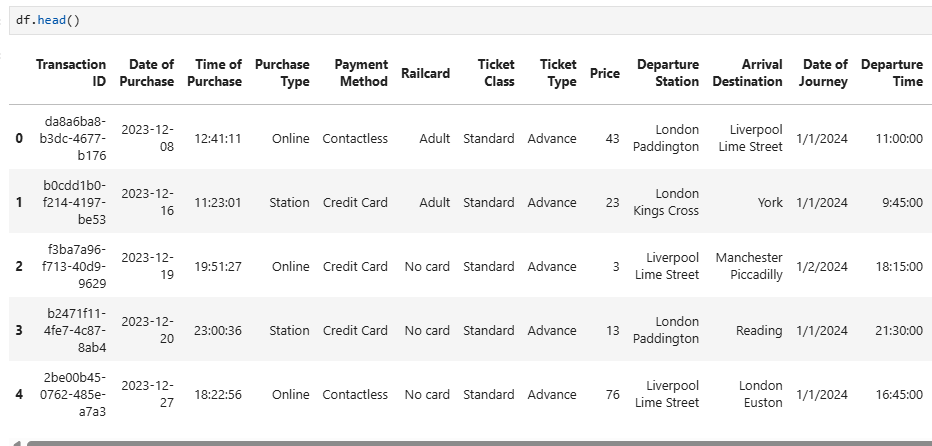 df.head()
Transaction ID Date of Purchase Time of Purchase Purchase Type Payment Method Railcard Ticket Class Ticket Type Price Departure Station Arrival Destination Date of Journey Departure Time
0 da8a6ba8-b3dc-4677-b176 2023-12-08 12:41:11 Online Contactless Adult Standard Advance 43 London Paddington Liverpool Lime Street 1/1/2024 11:00:00
1 b0cdd1b0-f214-4197-be53 2023-12-16 11:23:01 Station Credit Card Adult Standard Advance 23 London Kings Cross York 1/1/2024 9:45:00
2 f3ba7a96-f713-40d9-9629 2023-12-19 19:51:27 Online Credit Card No card Standard Advance 3 Liverpool Lime Street Manchester Piccadilly 1/2/2024 18:15:00
3 b2471f11-4fe7-4c87-8ab4 2023-12-20 23:00:36 Station Credit Card No card Standard Advance 13 London Paddington Reading 1/1/2024 21:30:00
4 2be00b45-0762-485e-a7a3 2023-12-27 18:22:56 Online Contactless No card Standard Advance 76 Liverpool Lime Street London Euston 1/1/2024 16:45:00